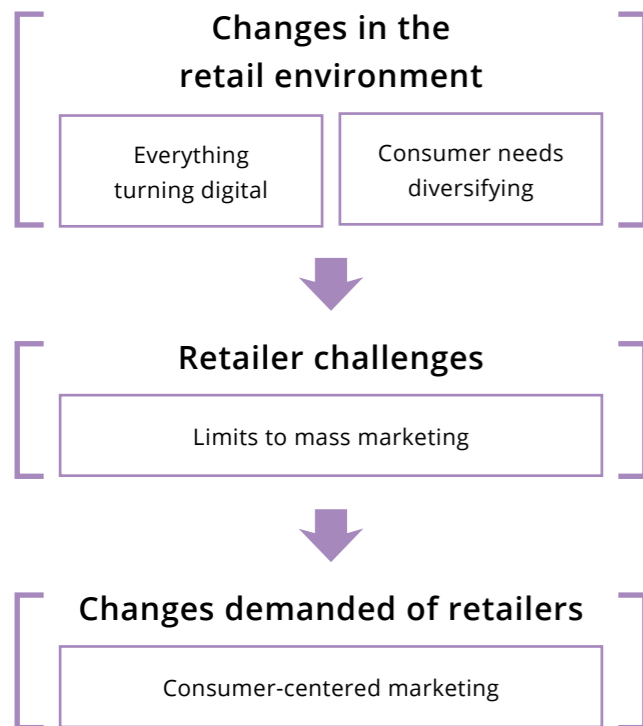 Changes in the
retail environment
Everything
turning digital
Consumer needs
diversifying
Retailer challenges
Limits to mass marketing
Changes demanded of retailers
Consumer-centered marketing